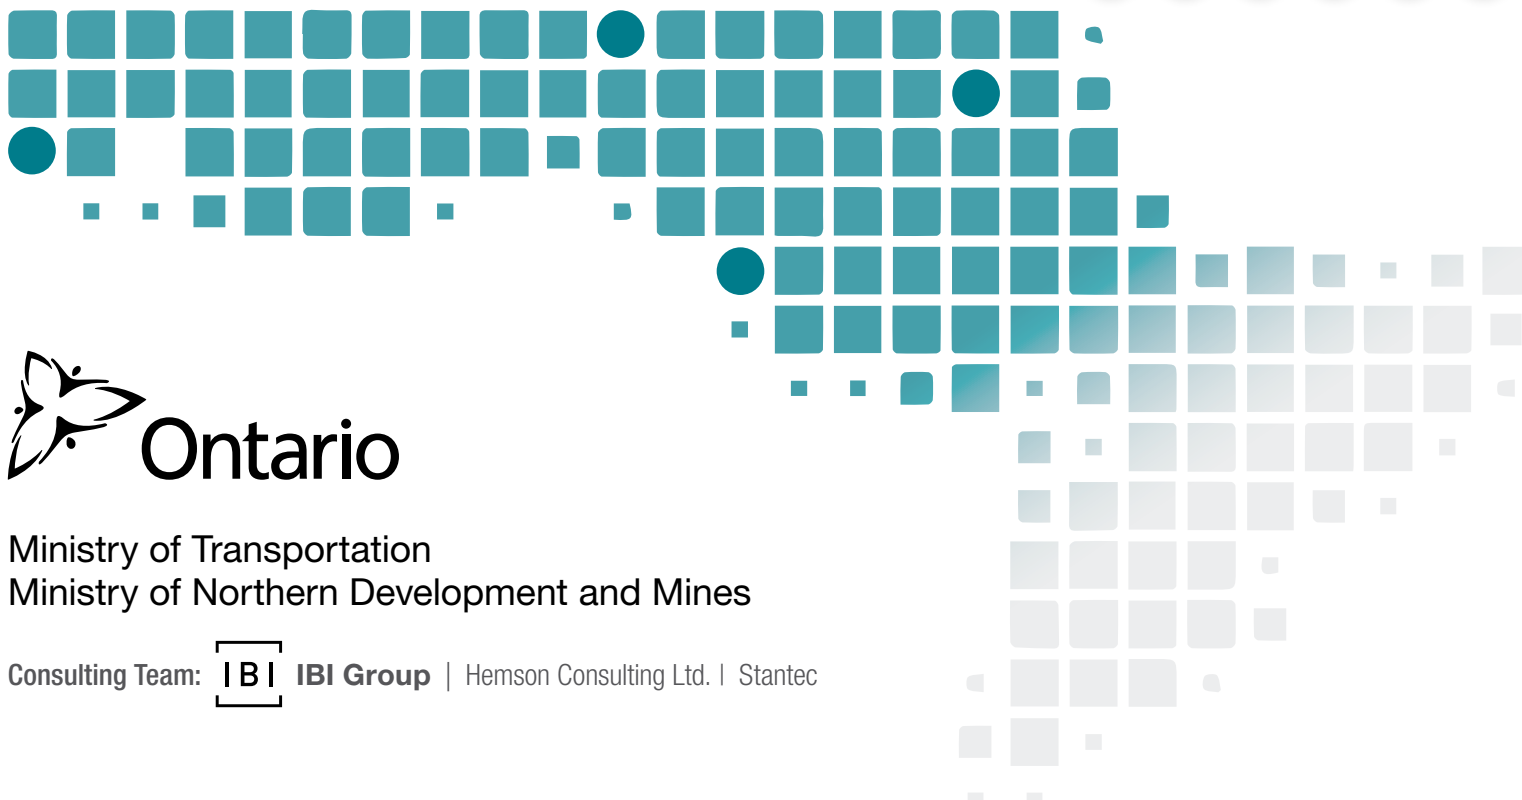 Ontario
Ministry of Transportation
Ministry of Northern Development and Mines
Consulting Team: IBI IBI Group | Hemson Consulting Ltd. | Stantec